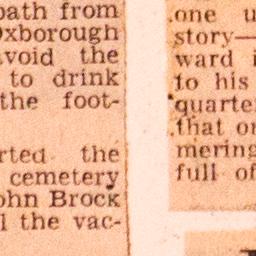 path from
Oxborough
avoid the
to drink
the foot-
rted the
cemetery
ohn Brock
l the vac-
one u
story—
ward i
to his
quarte
that o
mering
full of